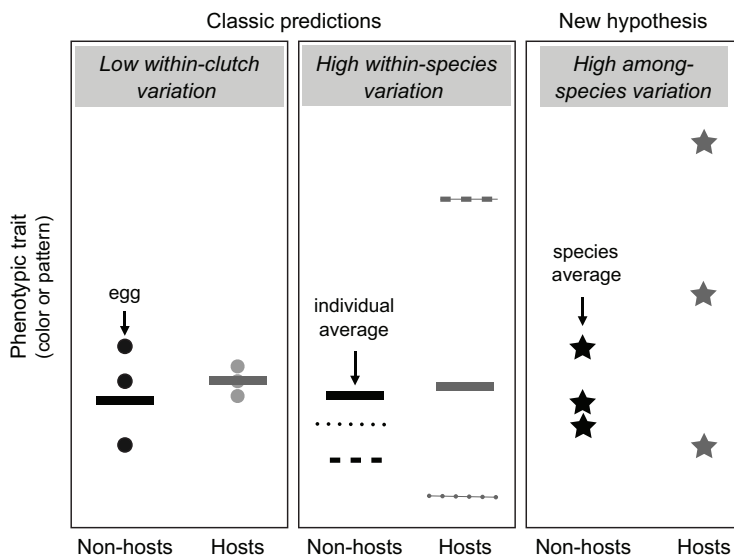 Classic predictions
New hypothesis
Low within-clutch
variation
High within-species
variation
High among-
species variation
Phenotypic trait
(color or pattern)
egg
individual
average
species
average
Non-hosts
Hosts
Non-hosts
Hosts
Non-hosts
Hosts